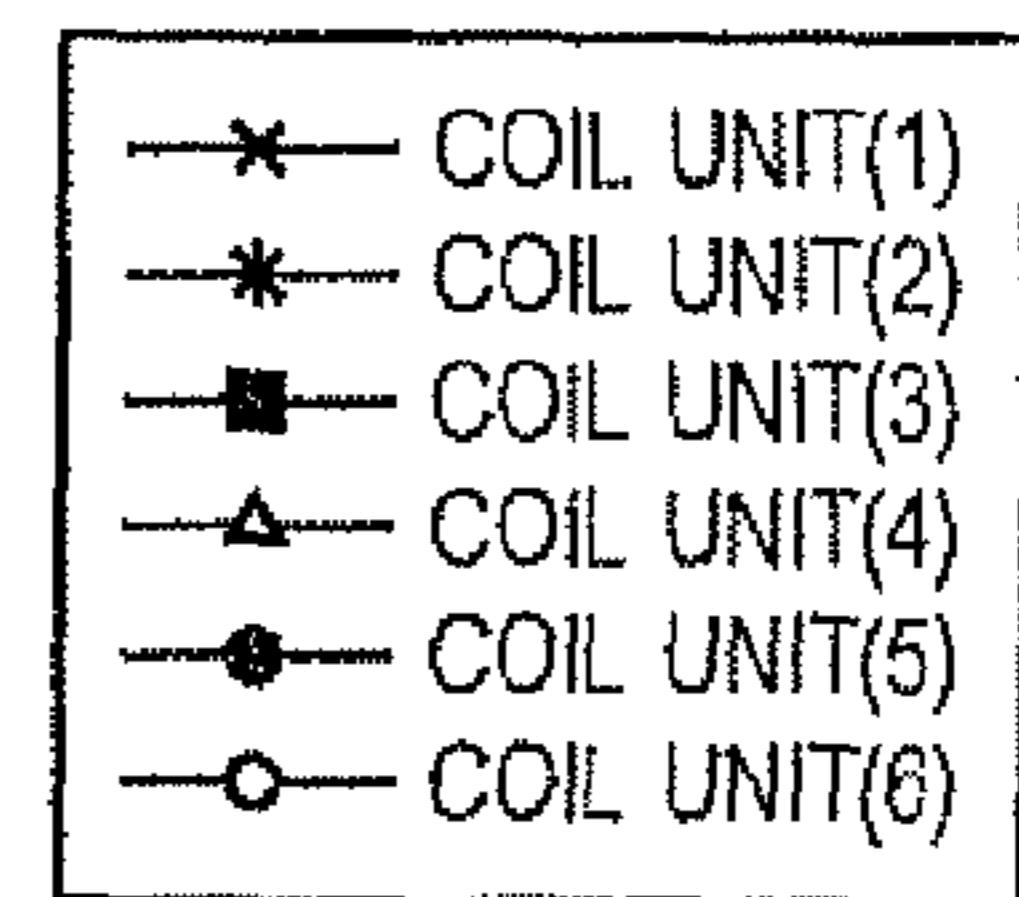 COIL UNIT(1)
COIL UNIT(2)
COIL UNIT(3)
COIL UNIT(4)
COIL UNIT(5)
COIL UNIT(6)